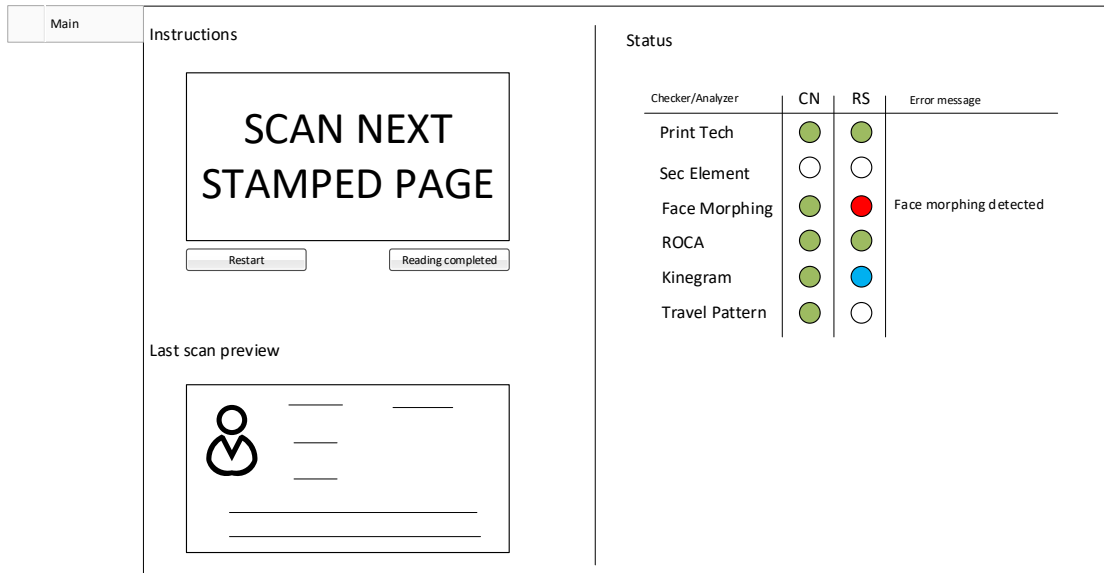 Main
Instructions
SCAN NEXT
STAMPED PAGE
Restart
Reading completed
Last scan preview
Status
Checker/Analyzer CN RS Error message
Print Tech
Sec Element
Face Morphing Face morphing detected
ROCA
Kinegram
Travel Pattern